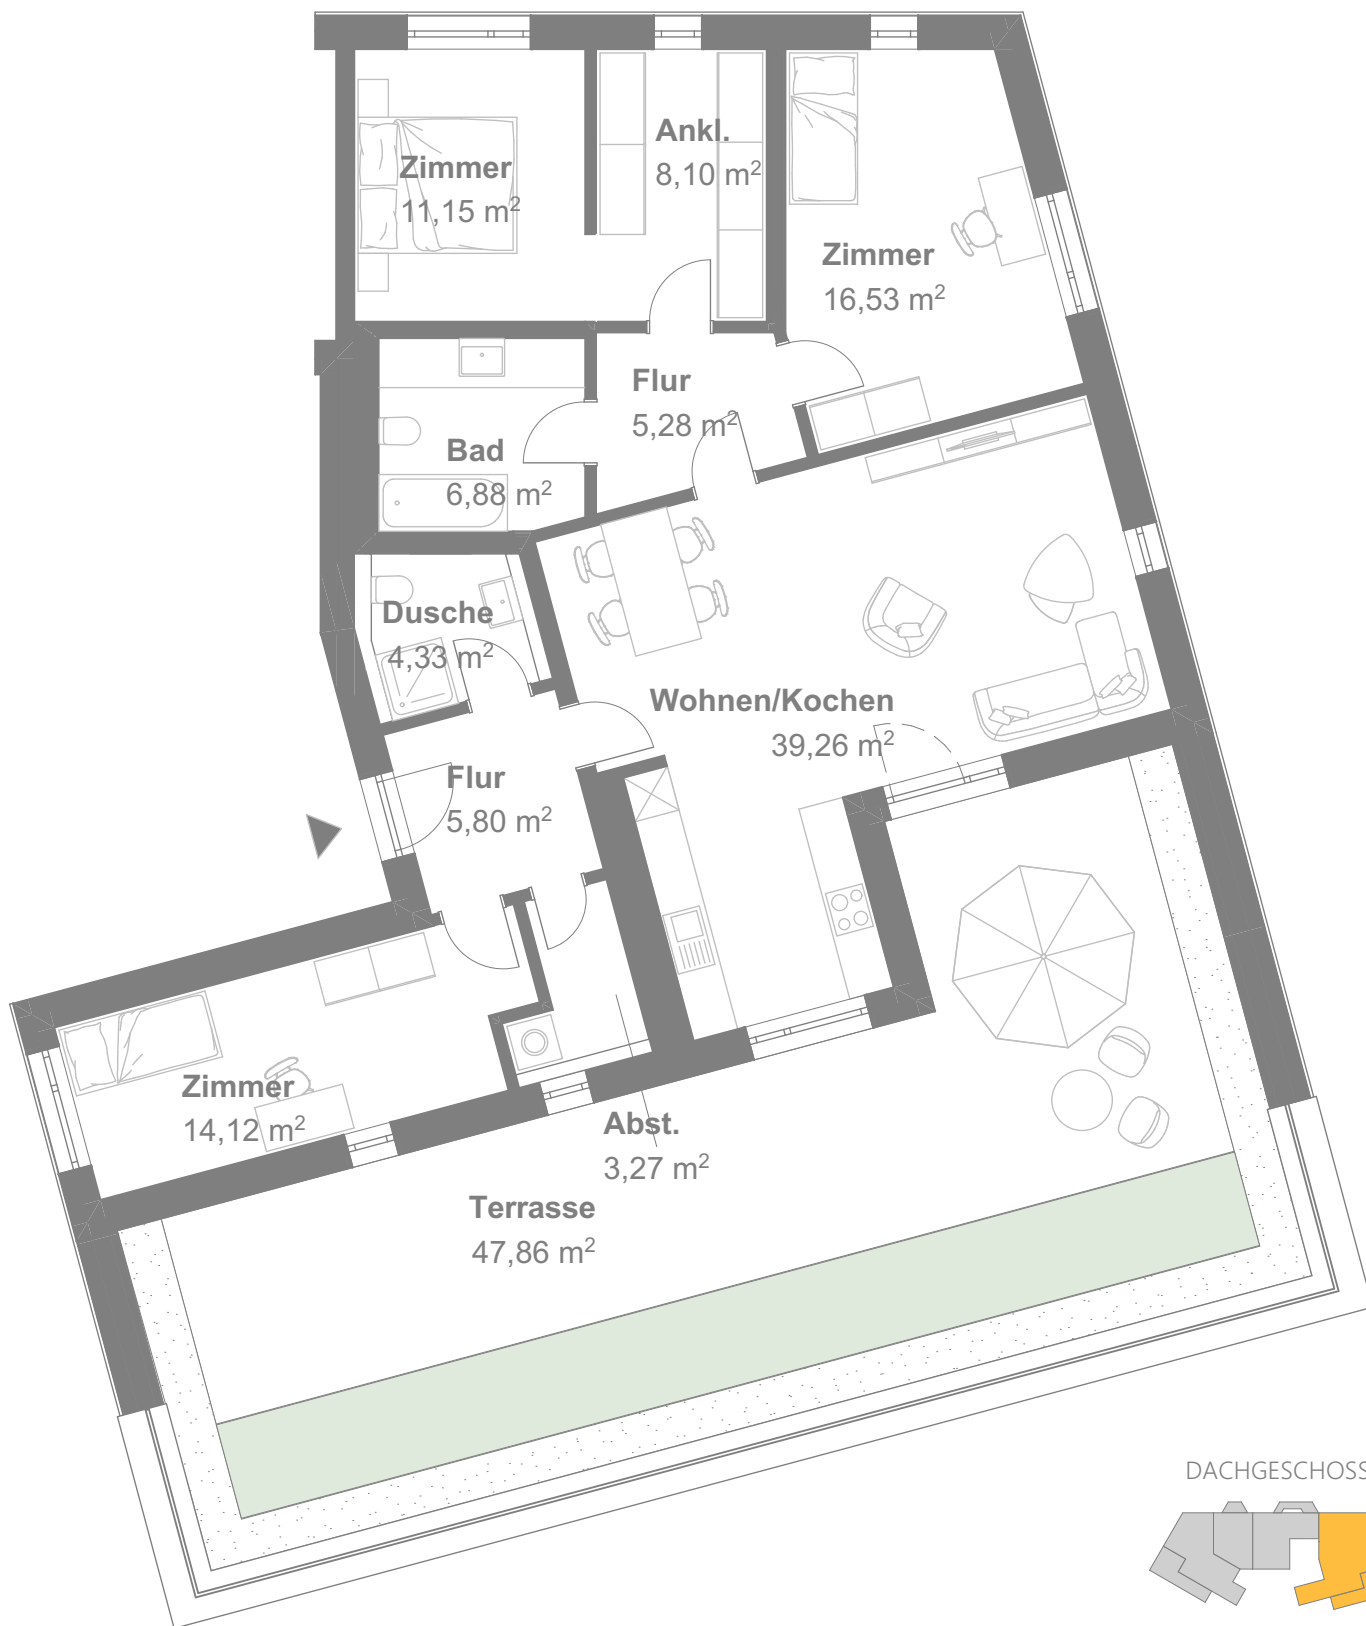 Ankl.
8,10 m²
Zimmer
11,15 m²
Zimmer
16,53 m²
Flur
5,28 m²
Bad
6,88 m²
Dusche
4,33 m²
Wohnen/Kochen
39,26 m²
Flur
5,80 m²
Zimmer
14,12 m²
Abst.
3,27 m²
Terrasse
47,86 m²
DACHGESCHOSS